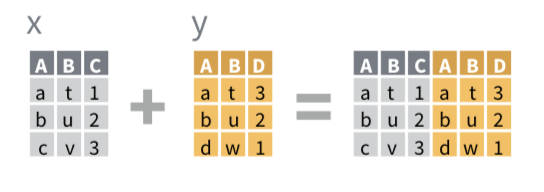 x y
A B C A B D A B C A B D
a t 1 + a t 3 = a t 1 a t 3
b u 2 b u 2 b u 2 b u 2
c v 3 d w 1 c v 3 d w 1